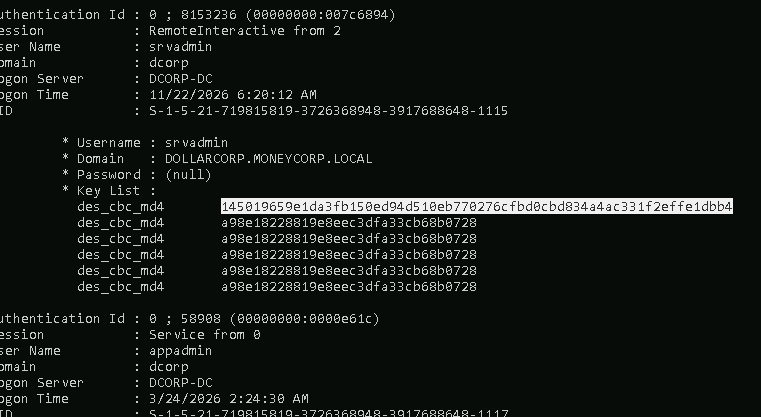 uthentication Id : 0 ; 8153236 (00000000:007c6894)
ession           : RemoteInteractive from 2
ser Name         : srvadmin
omain            : dcorp
ogon Server      : DCORP-DC
ogon Time        : 11/22/2026 6:20:12 AM
ID               : S-1-5-21-719815819-3726368948-3917688648-1115
* Username : srvadmin
* Domain   : DOLLARCORP.MONEYCORP.LOCAL
* Password : (null)
* Key List :
des_cbc_md4       145019659e1da3fb150ed94d510eb770276cfbd0cbd834a4ac331f2effe1dbb4
des_cbc_md4       a98e18228819e8eec3dfa33cb68b0728
des_cbc_md4       a98e18228819e8eec3dfa33cb68b0728
des_cbc_md4       a98e18228819e8eec3dfa33cb68b0728
des_cbc_md4       a98e18228819e8eec3dfa33cb68b0728
des_cbc_md4       a98e18228819e8eec3dfa33cb68b0728
uthentication Id : 0 ; 58908 (00000000:0000e61c)
ession           : Service from 0
ser Name         : appadmin
omain            : dcorp
ogon Server      : DCORP-DC
ogon Time        : 3/24/2026 2:24:30 AM
ID               : S-1-5-21-719815819-3726368948-3917688648-1117